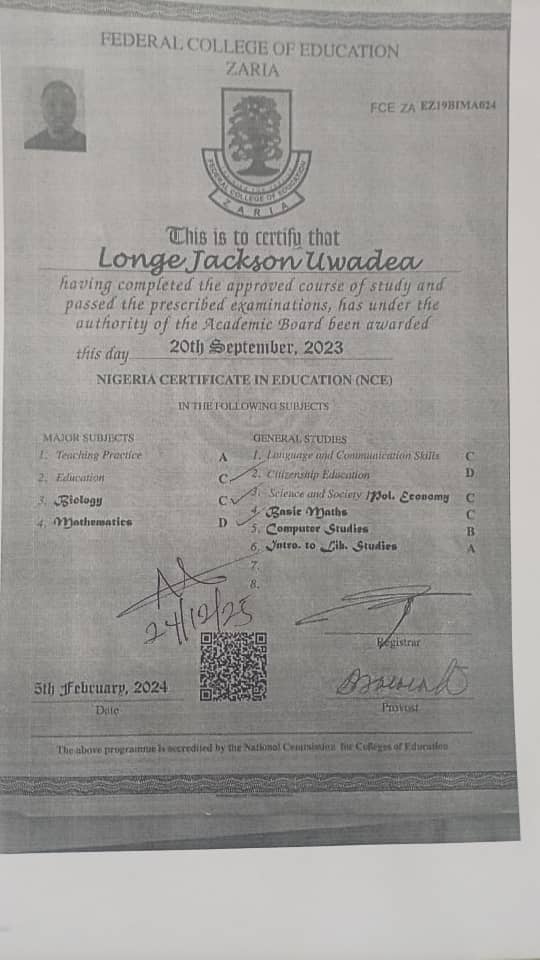 FEDERAL COLLEGE OF EDUCATION
ZARIA
FCE ZA EZ19BIMA024
FEDERAL COLLEGE OF EDUCATION
ZARIA
This is to certify that
Longe Jackson Uwadea
having completed the approved course of study and
passed the prescribed examinations, has under the
authority of the Academic Board been awarded
this day 20th September, 2023
NIGERIA CERTIFICATE IN EDUCATION (NCE)
IN THE FOLLOWING SUBJECTS
MAJOR SUBJECTS
1. Teaching Practice A
2. Education C
3. Biology C
4. Mathematics D
GENERAL STUDIES
1. Language and Communication Skills C
2. Citizenship Education D
3. Science and Society /Pol. Economy C
4. Basic Maths C
5. Computer Studies B
6. Intro. to Lib. Studies A
7.
8.
24/12/25
Registrar
5th February, 2024
Date
Provost
The above programme is accredited by the National Commission for Colleges of Education